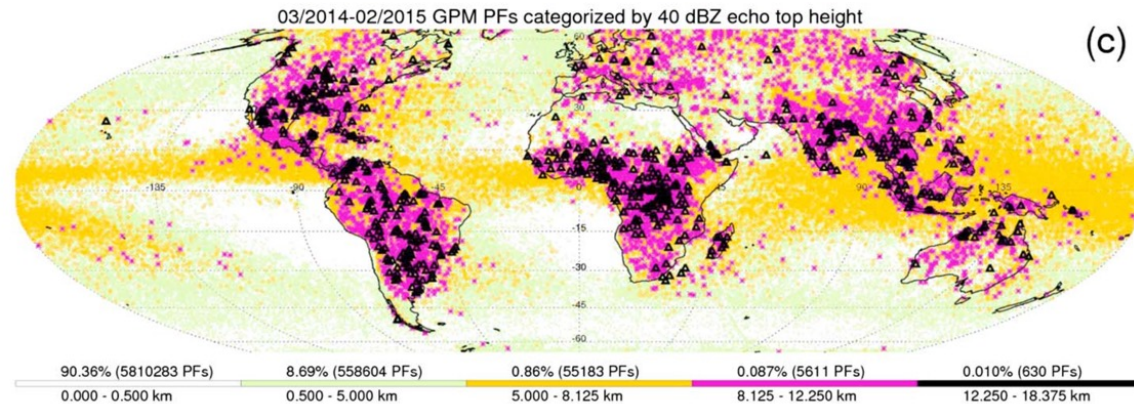 03/2014-02/2015 GPM PFs categorized by 40 dBZ echo top height
(c)
60
30
-135 -90 -45 0 45 90 135
-15
-30
-45
-60
90.36% (5810283 PFs) 8.69% (558604 PFs) 0.86% (55183 PFs) 0.087% (5611 PFs) 0.010% (630 PFs)
0.000 - 0.500 km 0.500 - 5.000 km 5.000 - 8.125 km 8.125 - 12.250 km 12.250 - 18.375 km